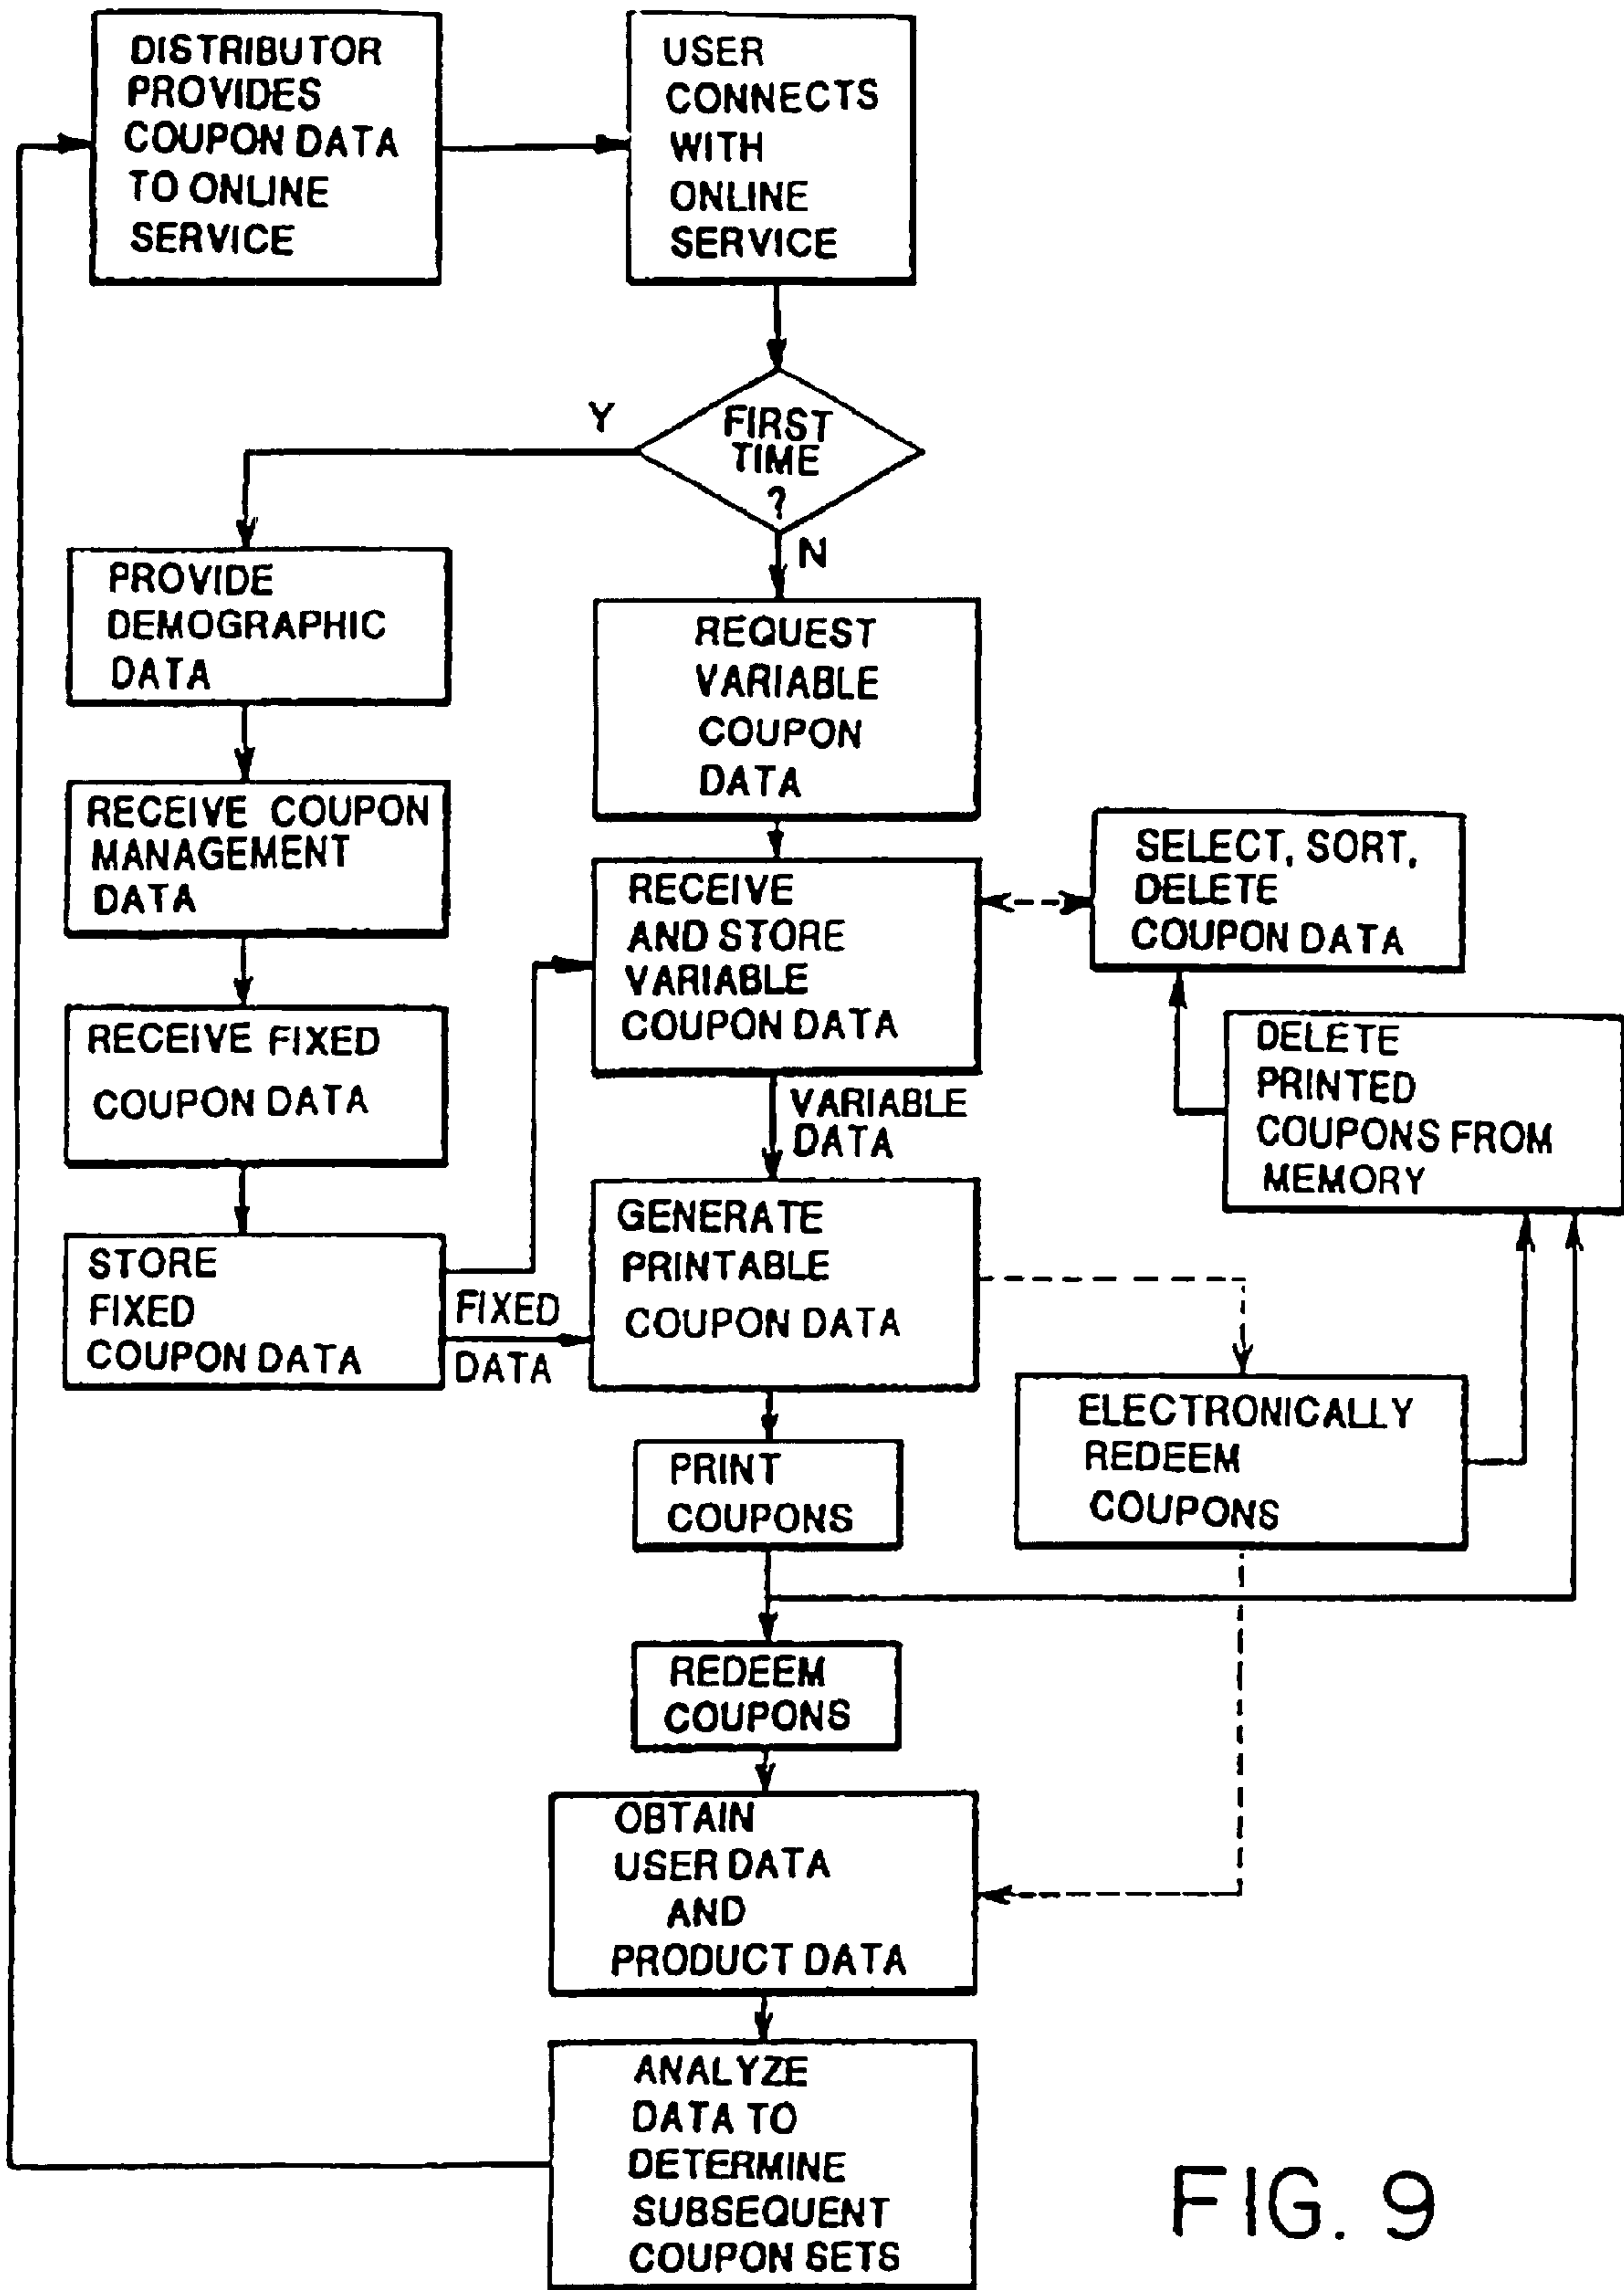 DISTRIBUTOR
PROVIDES
COUPON DATA
TO ONLINE
SERVICE
USER
CONNECTS
WITH
ONLINE
SERVICE
FIRST
TIME
?
Y
N
PROVIDE
DEMOGRAPHIC
DATA
REQUEST
VARIABLE
COUPON
DATA
RECEIVE COUPON
MANAGEMENT
DATA
RECEIVE
AND STORE
VARIABLE
COUPON DATA
SELECT, SORT,
DELETE
COUPON DATA
RECEIVE FIXED
COUPON DATA
DELETE
PRINTED
COUPONS FROM
MEMORY
VARIABLE
DATA
STORE
FIXED
COUPON DATA
FIXED
DATA
GENERATE
PRINTABLE
COUPON DATA
ELECTRONICALLY
REDEEM
COUPONS
PRINT
COUPONS
REDEEM
COUPONS
OBTAIN
USER DATA
AND
PRODUCT DATA
ANALYZE
DATA TO
DETERMINE
SUBSEQUENT
COUPON SETS
FIG. 9